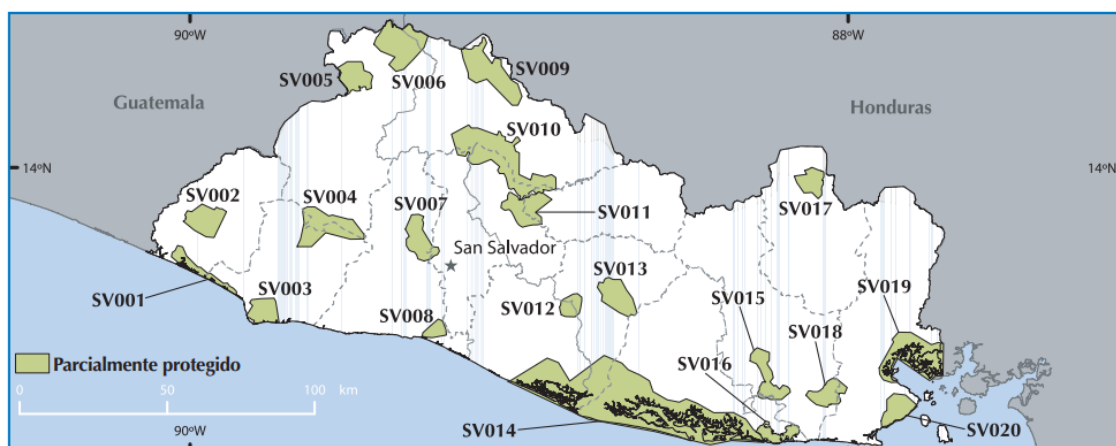 90ºW
88ºW
SV009
SV005
SV006
Guatemala
Honduras
SV010
14ºN
14ºN
SV002
SV004
SV007
SV011
SV017
San Salvador
SV013
SV001
SV003
SV015
SV019
SV012
SV008
SV018
SV016
Parcialmente protegido
0 50 100 km
SV014
SV020
90ºW
88ºW